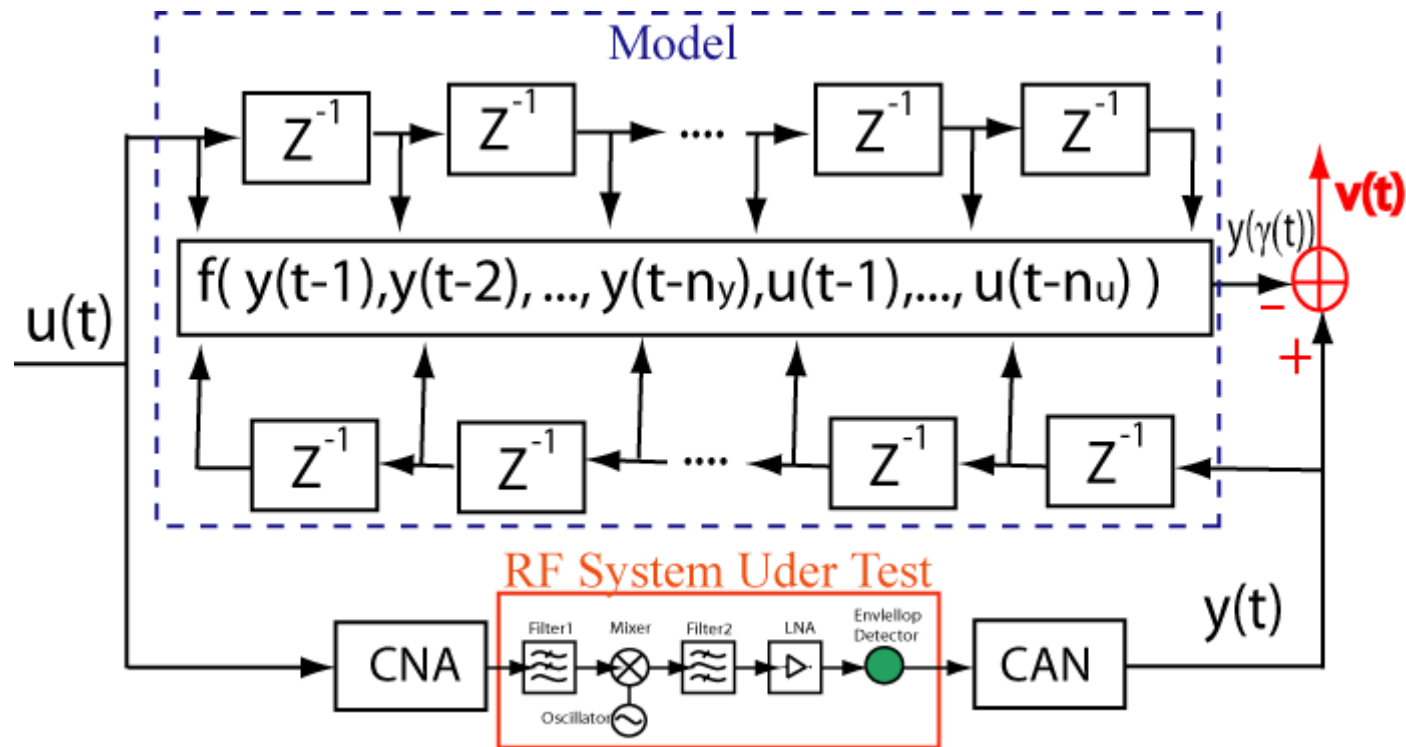 Model
Z⁻¹ Z⁻¹ .... Z⁻¹ Z⁻¹
v(t)
y(γ(t))
f( y(t-1),y(t-2), ..., y(t-ny),u(t-1),..., u(t-nu) )
−
u(t)
+
Z⁻¹ Z⁻¹ .... Z⁻¹ Z⁻¹
RF System Uder Test
y(t)
Filter1 Mixer Filter2 LNA Envlellop
Detector
CNA CAN
Oscillator